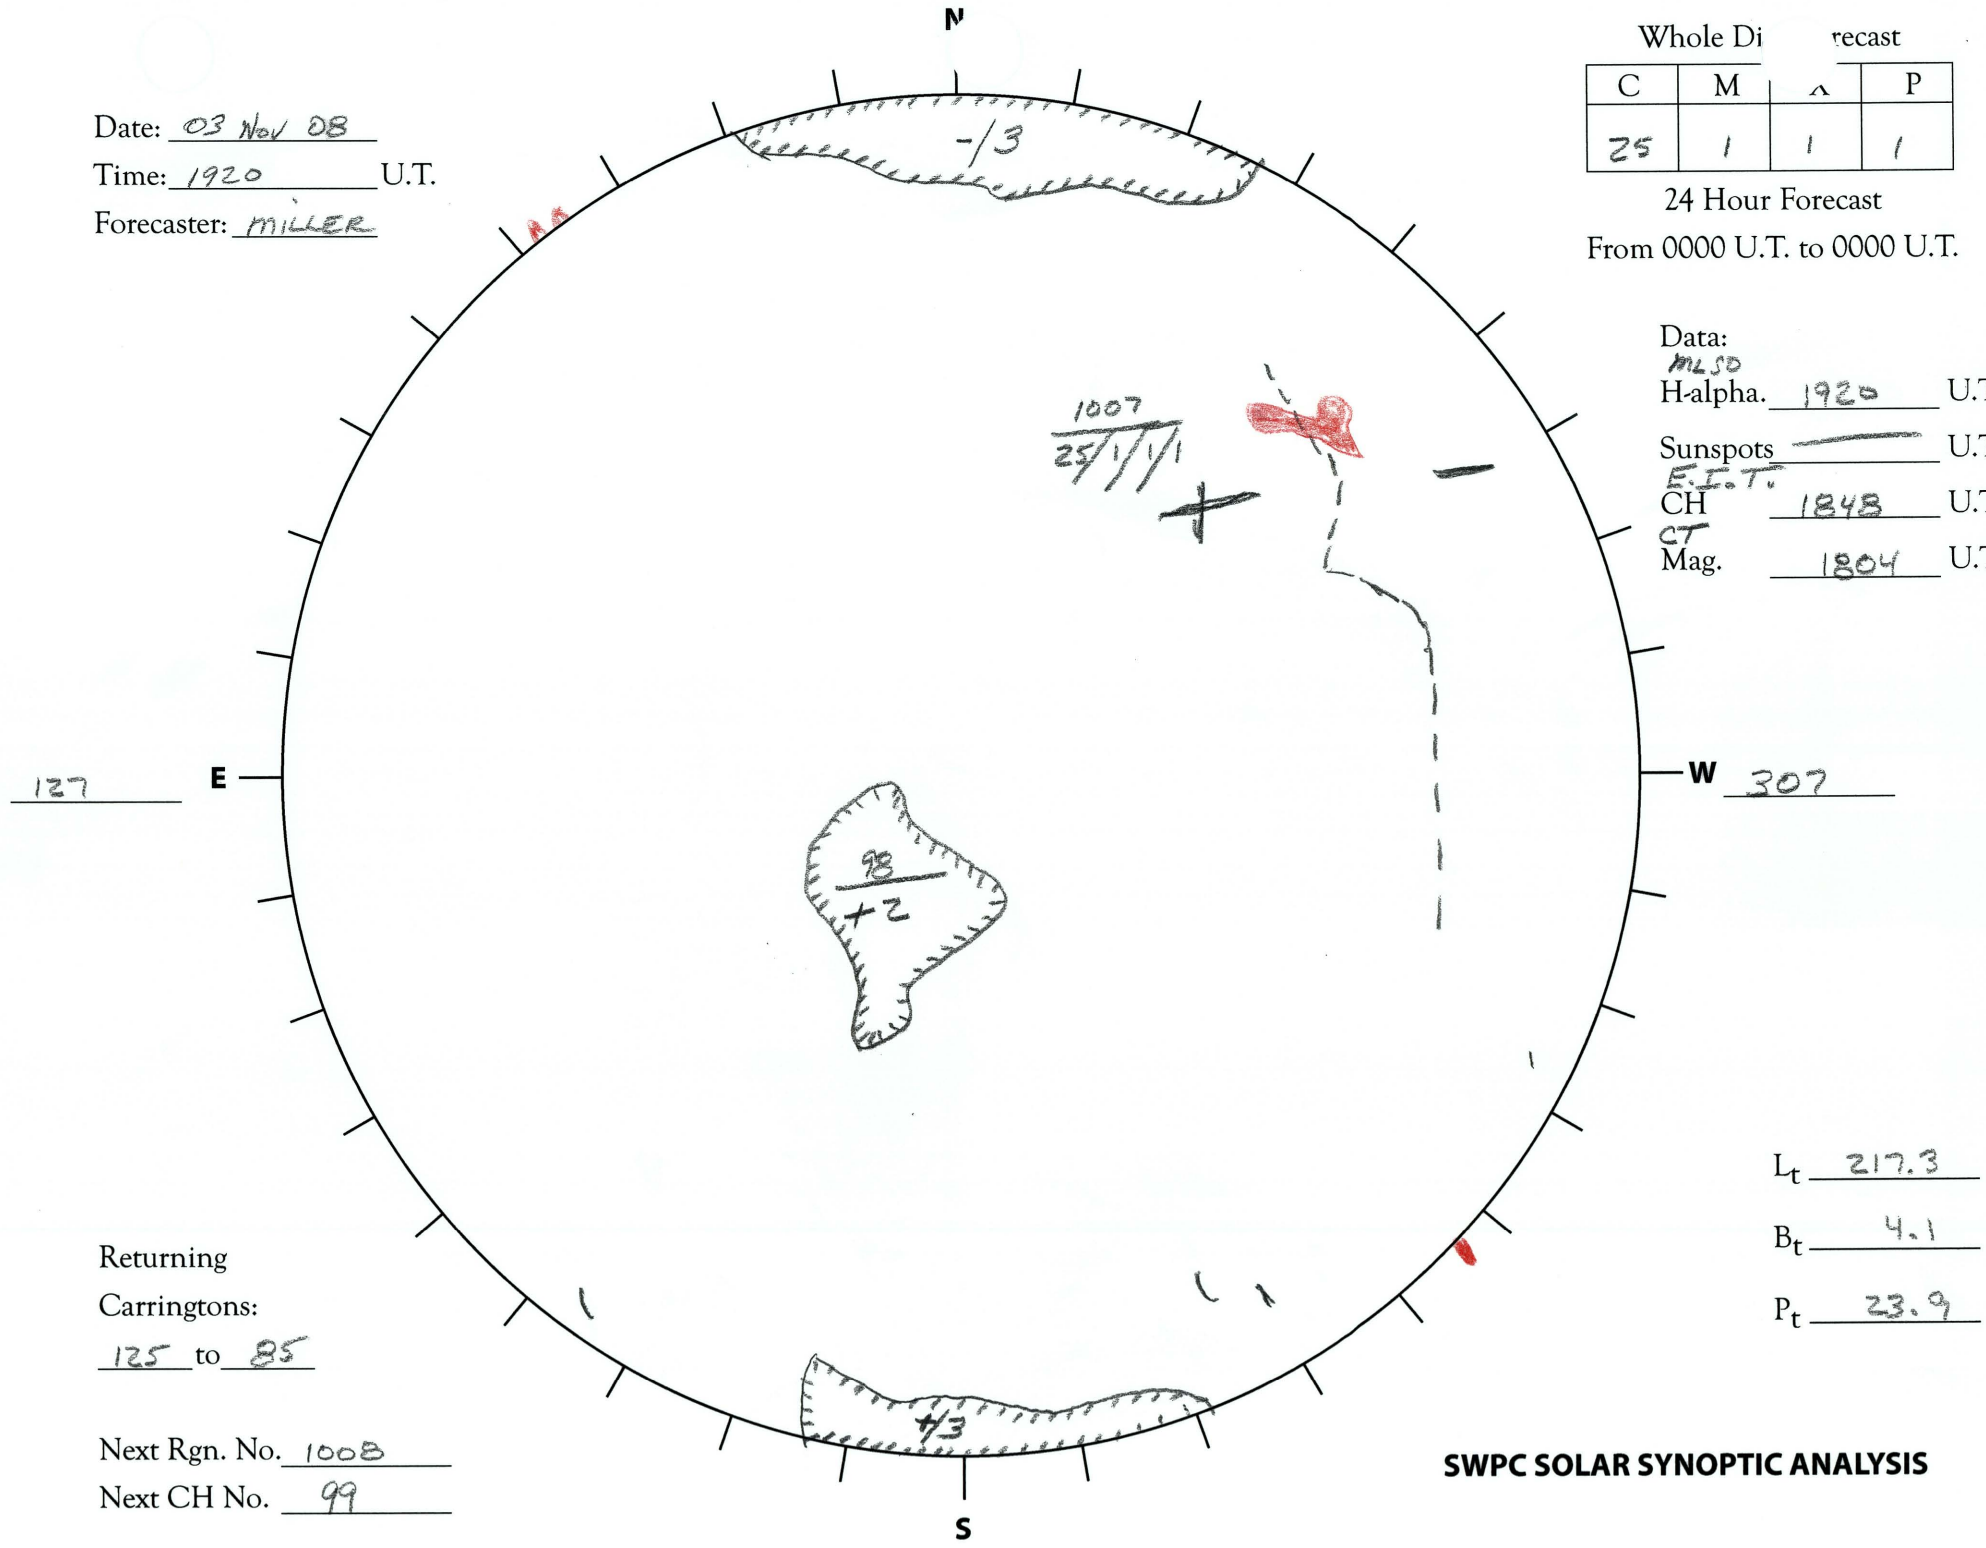 N
Whole Di recast
C M P
25 1 1 1
24 Hour Forecast
From 0000 U.T. to 0000 U.T.
Date: 03 Nov 08
Time: 1920 U.T.
Forecaster: MILLER
-/3
Data:
MLSO
H-alpha. 1920 U.T
Sunspots U.T
E.I.T.
CH 1848 U.T
CT
Mag. 1804 U.T
1007
25/1/1/1
+
-
127 E
W 307
98
+2
Lt 217.3
Bt 4.1
Pt 23.9
Returning
Carringtons:
125 to 85
Next Rgn. No. 1008
Next CH No. 99
+/3
S
SWPC SOLAR SYNOPTIC ANALYSIS